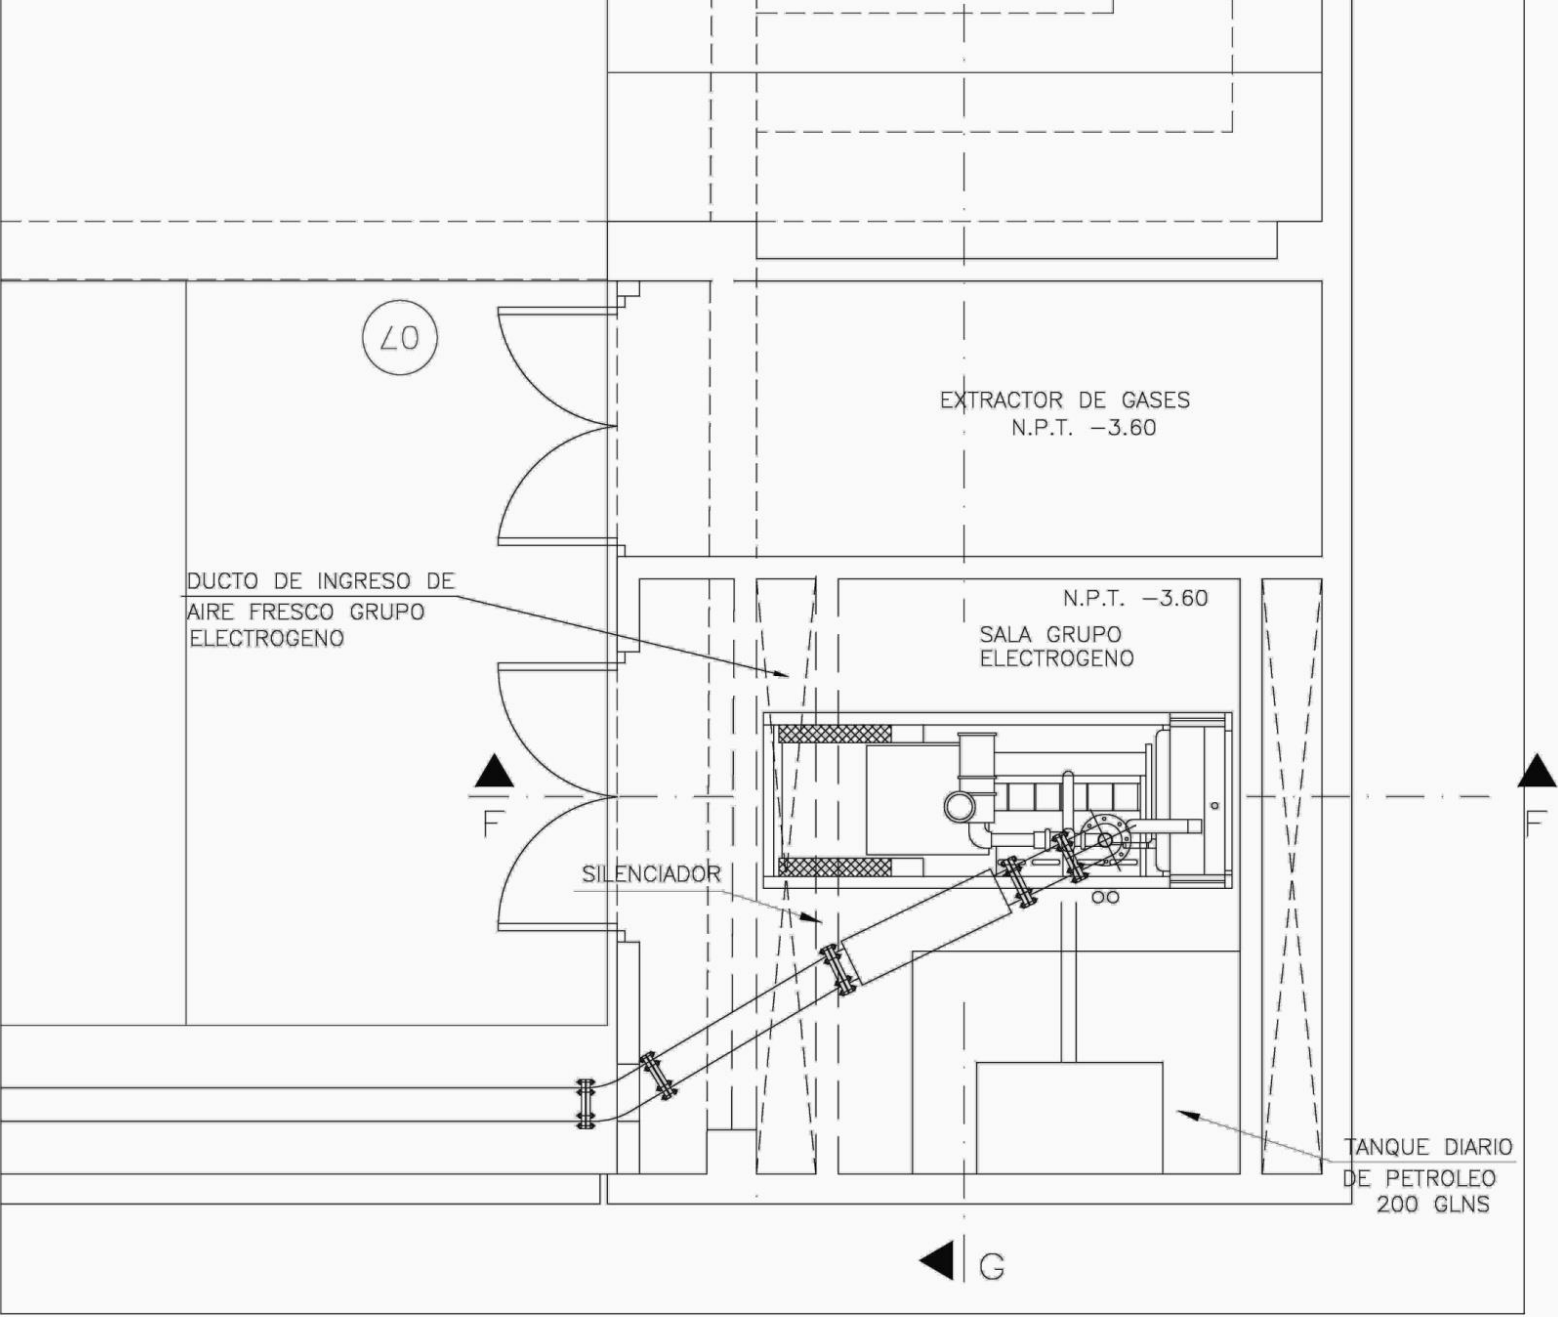 07
EXTRACTOR DE GASES
N.P.T. -3.60
DUCTO DE INGRESO DE
AIRE FRESCO GRUPO
ELECTROGENO
N.P.T. -3.60
SALA GRUPO
ELECTROGENO
F
F
SILENCIADOR
TANQUE DIARIO
DE PETROLEO
200 GLNS
G